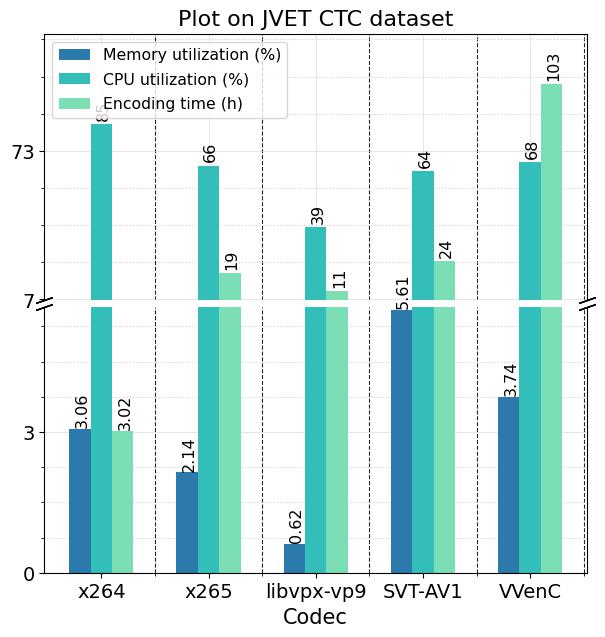 Plot on JVET CTC dataset
Memory utilization (%)
CPU utilization (%)
Encoding time (h)
73
7
3
0
3.06
85
3.02
2.14
66
19
0.62
39
11
5.61
64
24
3.74
68
103
x264
x265
libvpx-vp9
SVT-AV1
VVenC
Codec